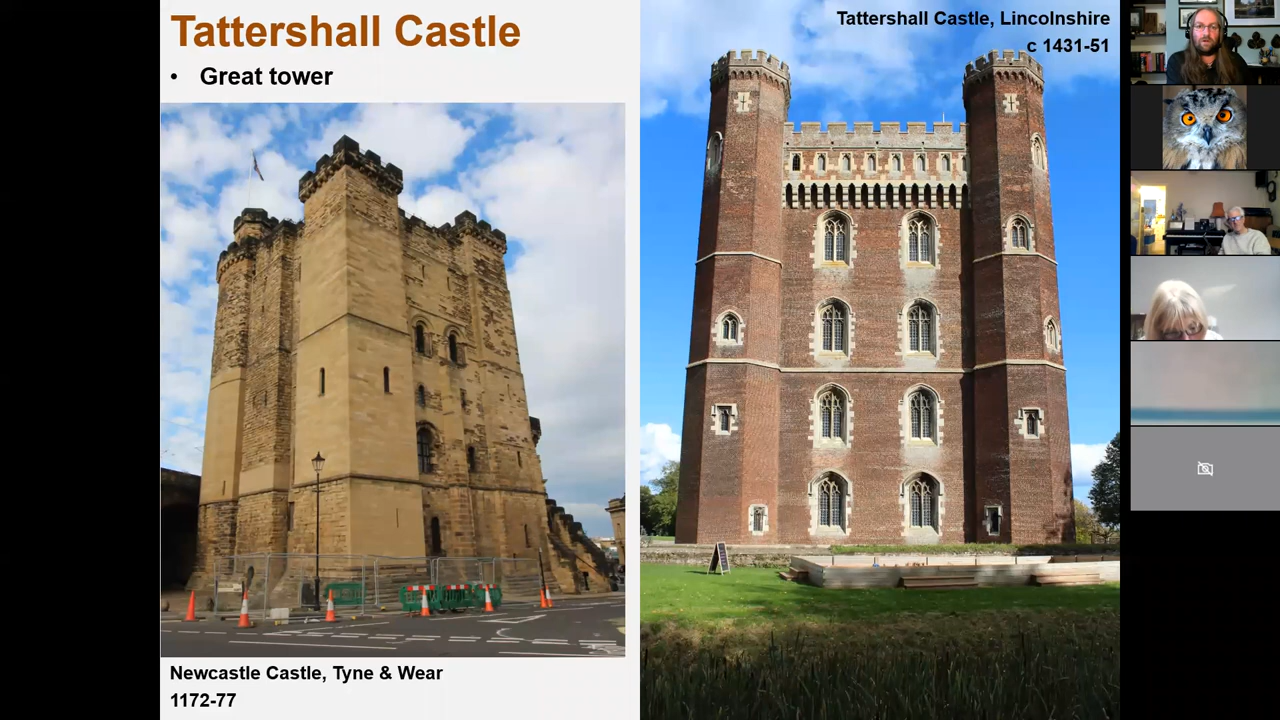 Tattershall Castle
• Great tower
Newcastle Castle, Tyne & Wear
1172-77
Tattershall Castle, Lincolnshire
c 1431-51